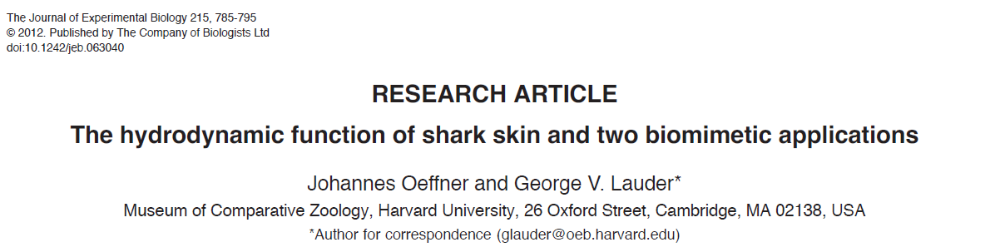 The Journal of Experimental Biology 215, 785-795
© 2012. Published by The Company of Biologists Ltd
doi:10.1242/jeb.063040
RESEARCH ARTICLE
The hydrodynamic function of shark skin and two biomimetic applications
Johannes Oeffner and George V. Lauder*
Museum of Comparative Zoology, Harvard University, 26 Oxford Street, Cambridge, MA 02138, USA
*Author for correspondence (glauder@oeb.harvard.edu)